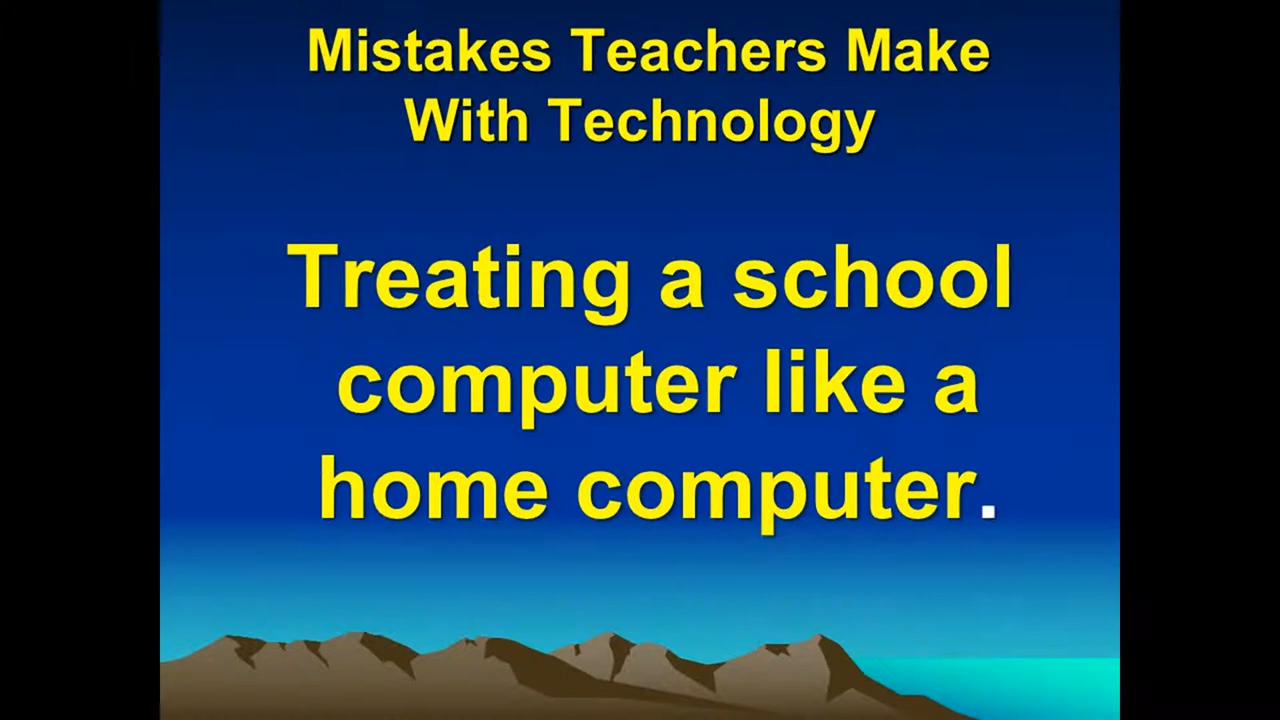 Mistakes Teachers Make
With Technology
Treating a school
computer like a
home computer.